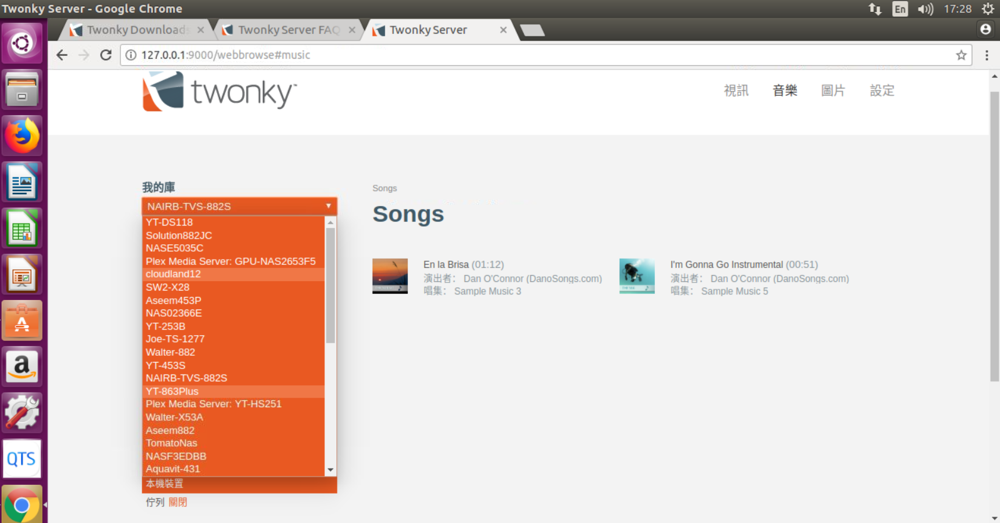 Twonky Server - Google Chrome
En
17:28
Twonky Downloads
Twonky Server FAQ
Twonky Server
127.0.0.1:9000/webbrowse#music
twonky™
視訊
音樂
圖片
設定
我的庫
NAIRB-TVS-882S
YT-DS118
Solution882JC
NASE5035C
Plex Media Server: GPU-NAS2653F5
cloudland12
SW2-X28
Aseem453P
NAS02366E
YT-253B
Joe-TS-1277
Walter-882
YT-453S
NAIRB-TVS-882S
YT-863Plus
Plex Media Server: YT-HS251
Walter-X53A
Aseem882
TomatoNas
NASF3EDBB
Aquavit-431
本機裝置
佇列 關閉
Songs
Songs
En la Brisa (01:12)
演出者： Dan O'Connor (DanoSongs.com)
唱集： Sample Music 3
I'm Gonna Go Instrumental (00:51)
演出者： Dan O'Connor (DanoSongs.com)
唱集： Sample Music 5
QTS